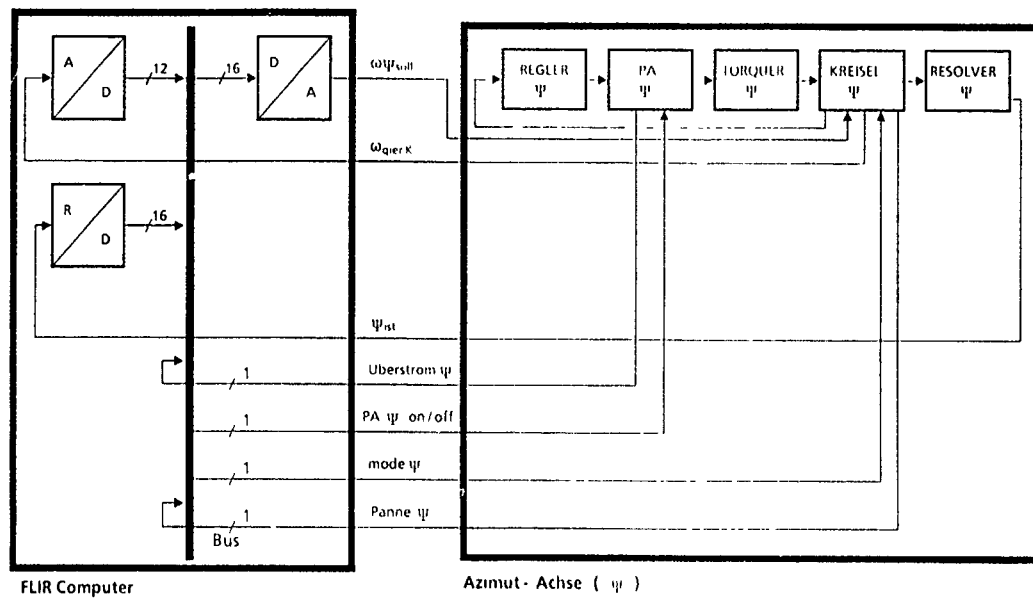 A
D
12
16
D
A
ωψsoll
REGLER
Ψ
PA
Ψ
TORQUER
Ψ
KREISEL
Ψ
RESOLVER
Ψ
ωgier K
R
D
16
Ψist
1
Uberstrom ψ
1
PA ψ on/off
1
mode ψ
1
Panne ψ
Bus
FLIR Computer
Azimut - Achse ( ψ )